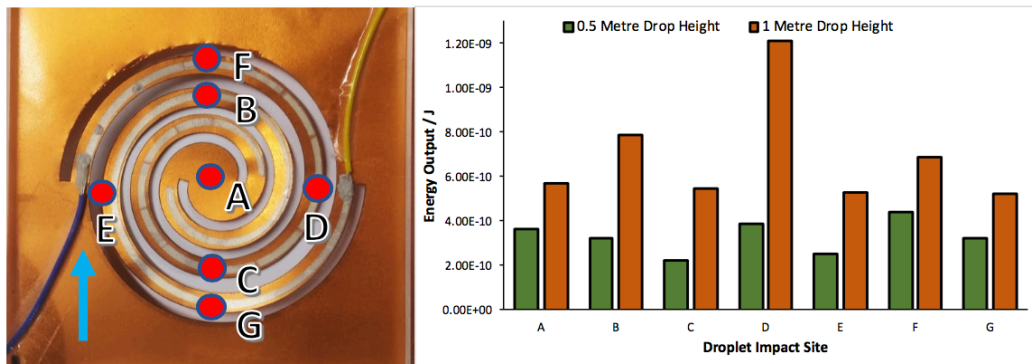 F
B
A
E
D
C
G
0.5 Metre Drop Height
1 Metre Drop Height
1.20E-09
1.00E-09
8.00E-10
6.00E-10
4.00E-10
2.00E-10
0.00E+00
Energy Output / J
A B C D E F G
Droplet Impact Site